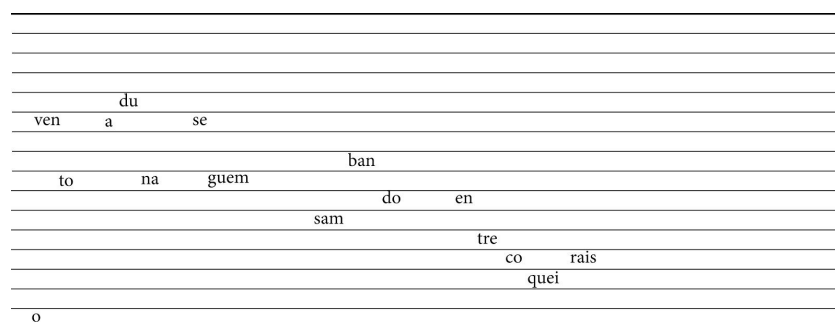 du
ven a se
ban
to na guem
do en
sam
tre
co rais
quei
o